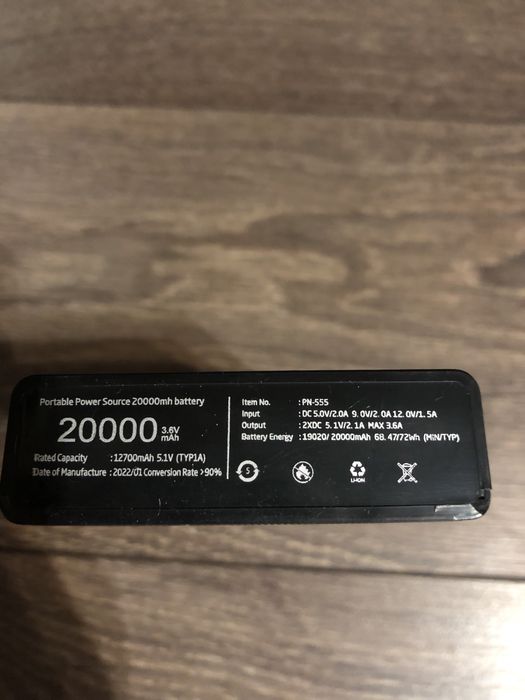 Portable Power Source 20000mh battery
20000 3.6V mAh
Rated Capacity : 12700mAh 5.1V (TYP1A)
Date of Manufacture : 2022/01 Conversion Rate >90%
Item No. : PN-555
Input : DC 5.0V/2.0A 9.0V/2.0A 12.0V/1.5A
Output : 2XDC 5.1V/2.1A MAX 3.6A
Battery Energy : 19020/20000mAh 68.47/72Wh (MIN/TYP)
5
LI-ION